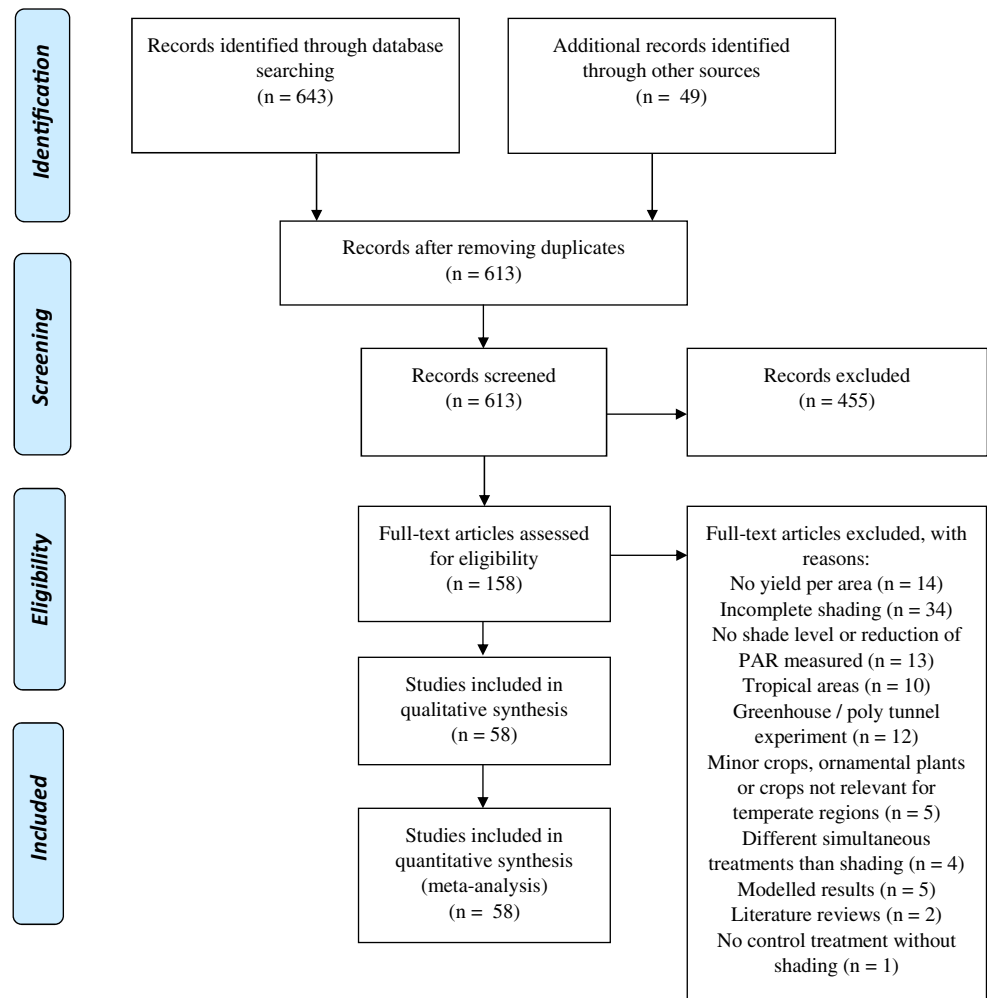 Identification
Records identified through database
searching
(n = 643)
Additional records identified
through other sources
(n = 49)
Records after removing duplicates
(n = 613)
Screening
Records screened
(n = 613)
Records excluded
(n = 455)
Eligibility
Full-text articles assessed
for eligibility
(n = 158)
Full-text articles excluded, with
reasons:
No yield per area (n = 14)
Incomplete shading (n = 34)
No shade level or reduction of
PAR measured (n = 13)
Tropical areas (n = 10)
Greenhouse / poly tunnel
experiment (n = 12)
Minor crops, ornamental plants
or crops not relevant for
temperate regions (n = 5)
Different simultaneous
treatments than shading (n = 4)
Modelled results (n = 5)
Literature reviews (n = 2)
No control treatment without
shading (n = 1)
Studies included in
qualitative synthesis
(n = 58)
Included
Studies included in
quantitative synthesis
(meta-analysis)
(n = 58)